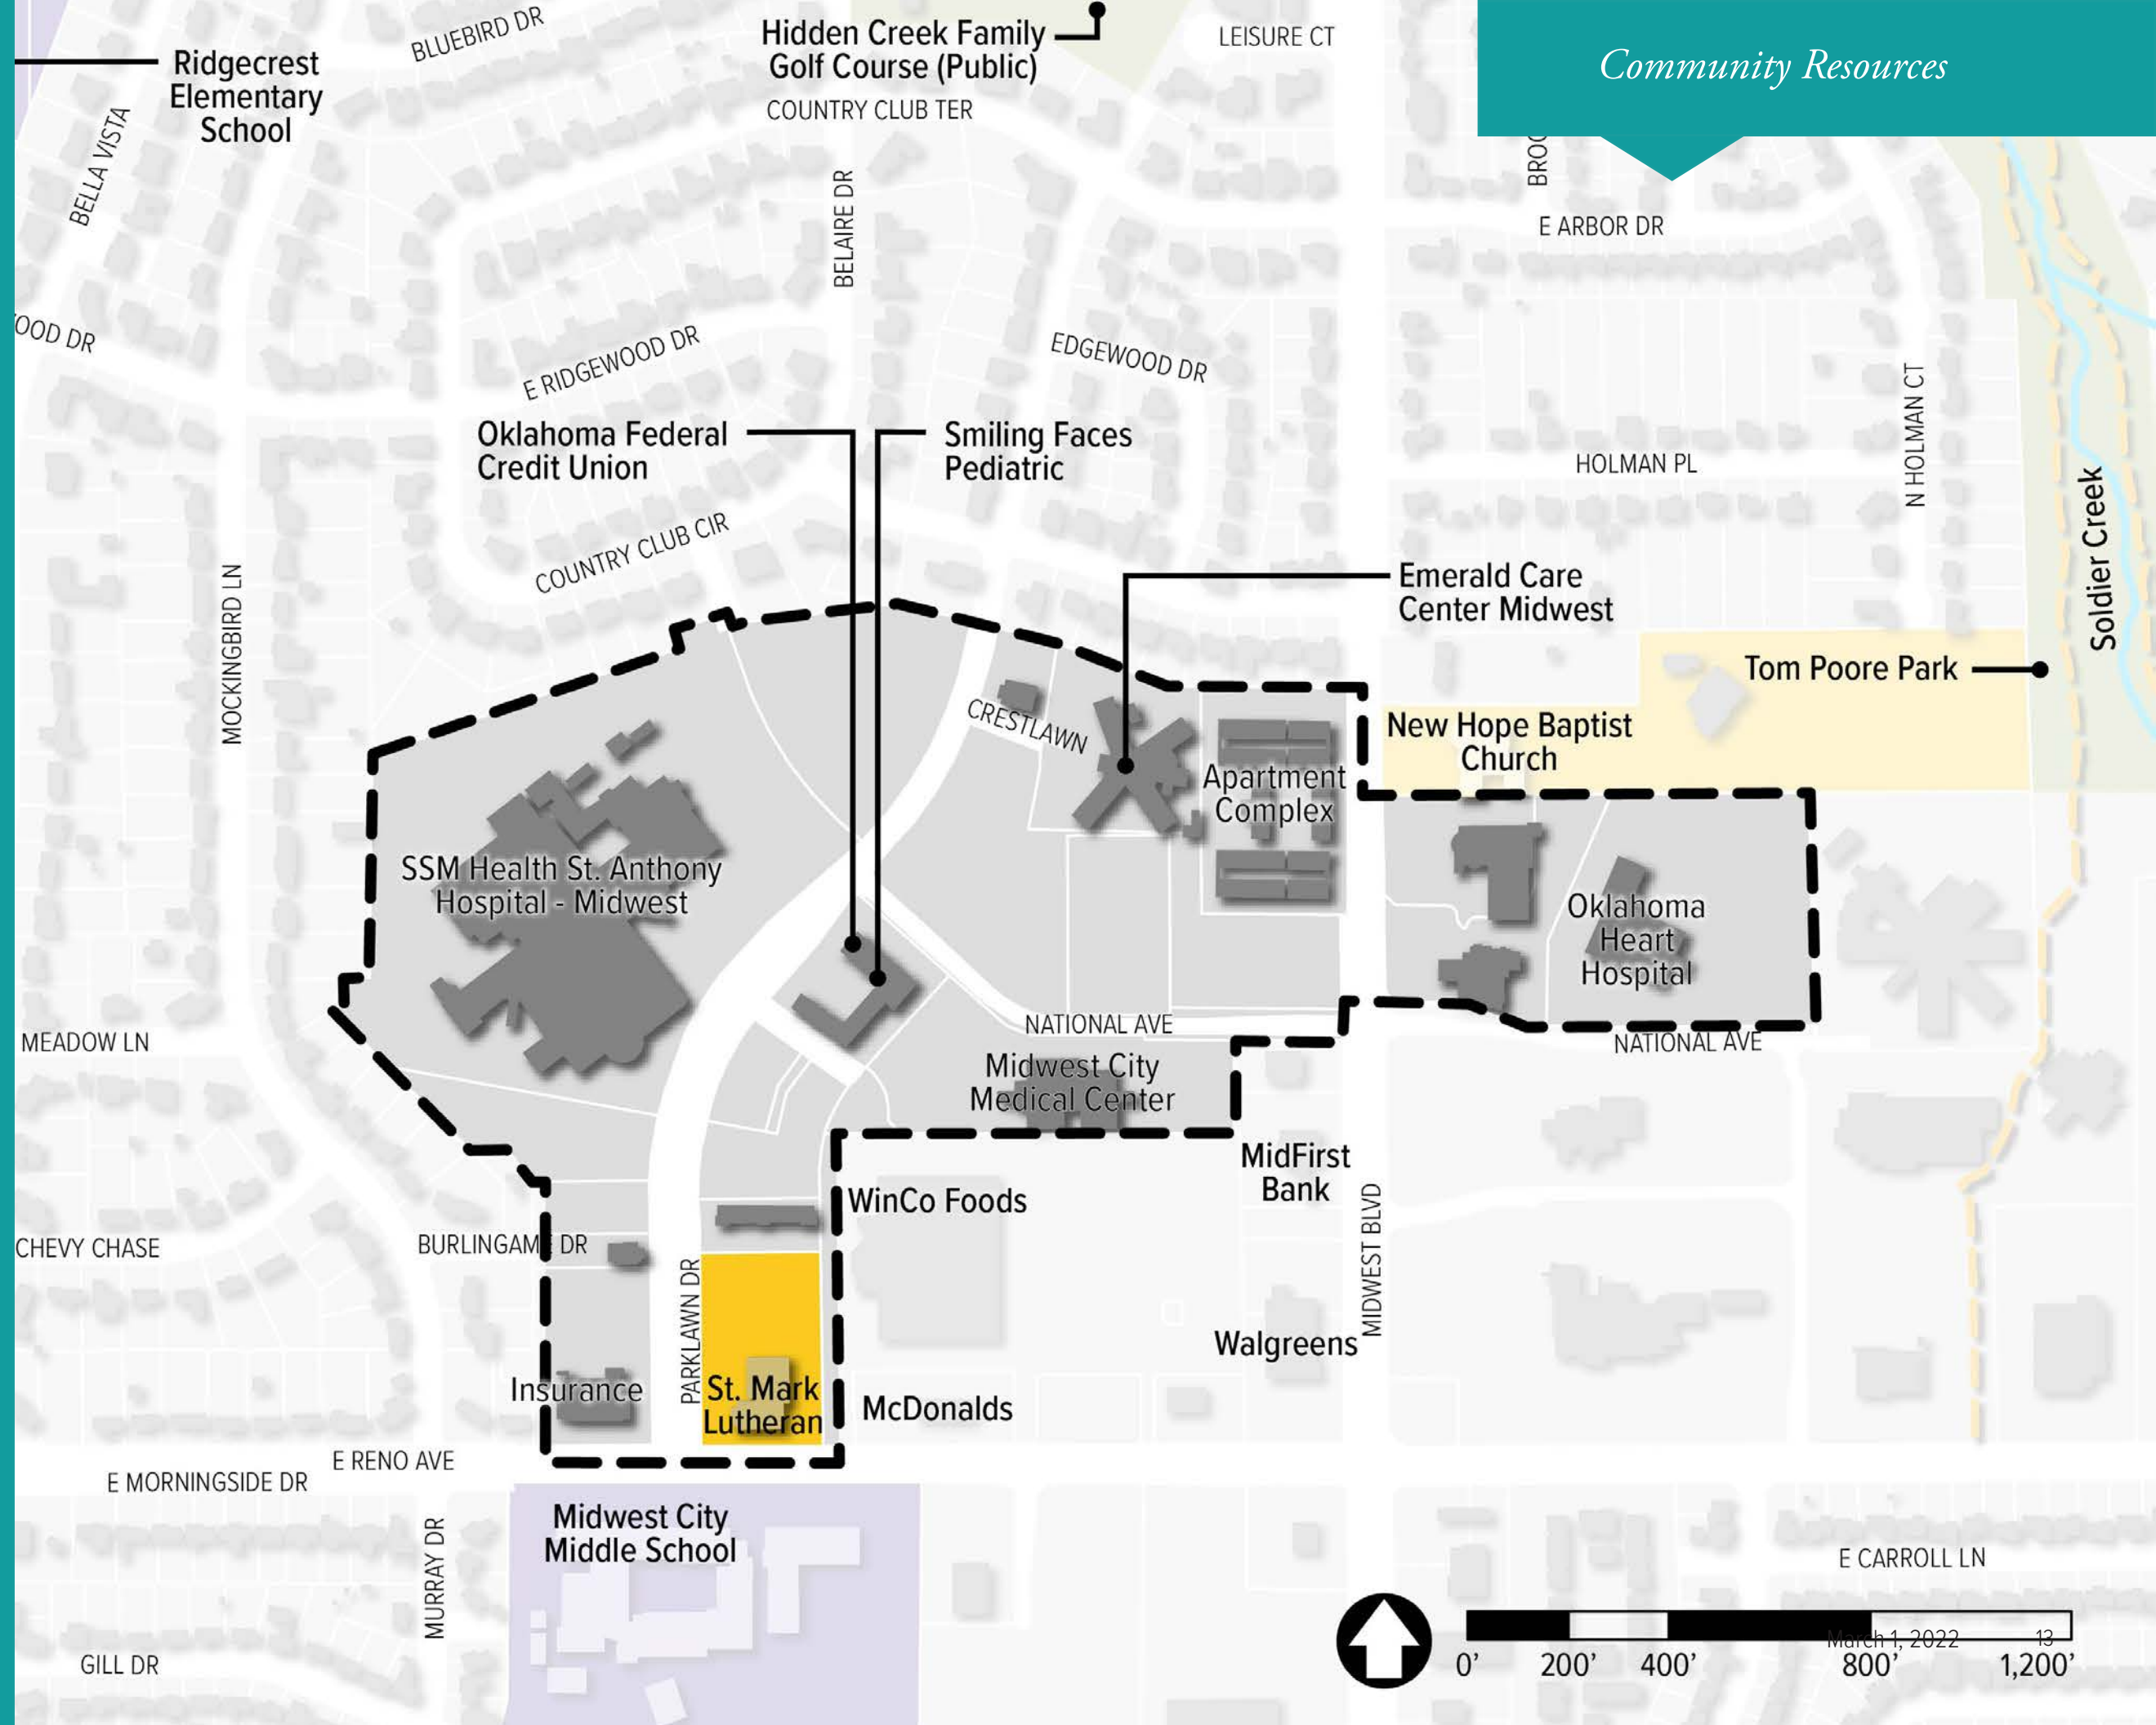 Community Resources
Hidden Creek Family
Golf Course (Public)
LEISURE CT
BLUEBIRD DR
Ridgecrest
Elementary
School
COUNTRY CLUB TER
BELLA VISTA
BELAIRE DR
E ARBOR DR
OOD DR
E RIDGEWOOD DR
EDGEWOOD DR
N HOLMAN CT
Oklahoma Federal
Credit Union
Smiling Faces
Pediatric
HOLMAN PL
Soldier Creek
COUNTRY CLUB CIR
MOCKINGBIRD LN
Emerald Care
Center Midwest
Tom Poore Park
CRESTLAWN
New Hope Baptist
Church
Apartment
Complex
SSM Health St. Anthony
Hospital - Midwest
Oklahoma
Heart
Hospital
NATIONAL AVE
NATIONAL AVE
MEADOW LN
Midwest City
Medical Center
MidFirst
Bank
WinCo Foods
MIDWEST BLVD
CHEVY CHASE
BURLINGAME DR
PARKLAWN DR
Walgreens
Insurance
St. Mark
Lutheran
McDonalds
E RENO AVE
E MORNINGSIDE DR
Midwest City
Middle School
MURRAY DR
E CARROLL LN
GILL DR
March 1, 2022
13
0' 200' 400' 800' 1,200'